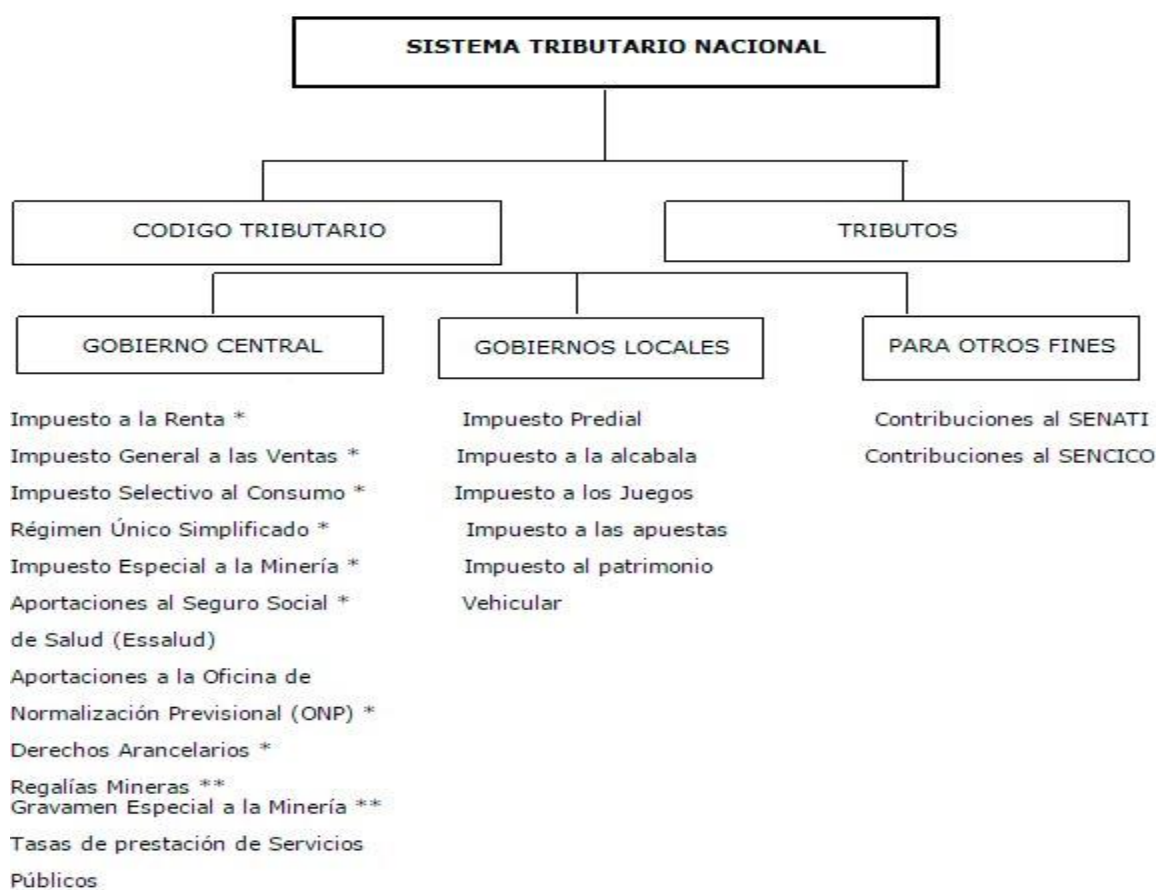 SISTEMA TRIBUTARIO NACIONAL
CODIGO TRIBUTARIO
TRIBUTOS
GOBIERNO CENTRAL
Impuesto a la Renta *
Impuesto General a las Ventas *
Impuesto Selectivo al Consumo *
Régimen Único Simplificado *
Impuesto Especial a la Minería *
Aportaciones al Seguro Social *
de Salud (Essalud)
Aportaciones a la Oficina de
Normalización Previsional (ONP) *
Derechos Arancelarios *
Regalías Mineras **
Gravamen Especial a la Minería **
Tasas de prestación de Servicios
Públicos
GOBIERNOS LOCALES
Impuesto Predial
Impuesto a la alcabala
Impuesto a los Juegos
Impuesto a las apuestas
Impuesto al patrimonio
Vehicular
PARA OTROS FINES
Contribuciones al SENATI
Contribuciones al SENCICO